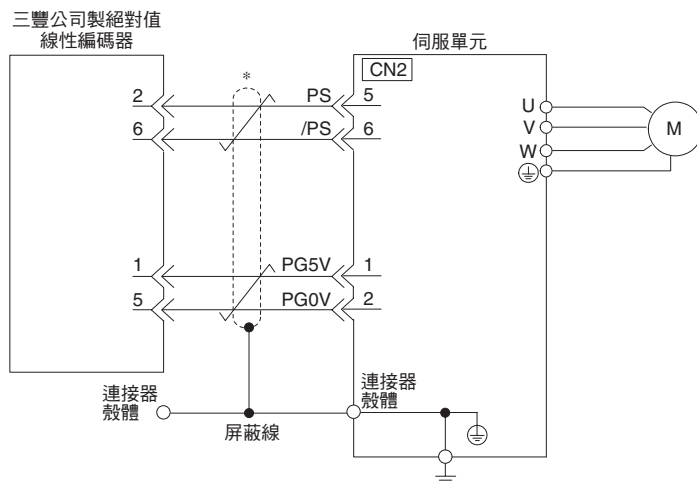 三豐公司製絕對值
線性編碼器
伺服單元
CN2
*
2
PS
5
6
/PS
6
U
V
W
M
1
PG5V
1
5
PG0V
2
連接器
殼體
屏蔽線
連接器
殼體